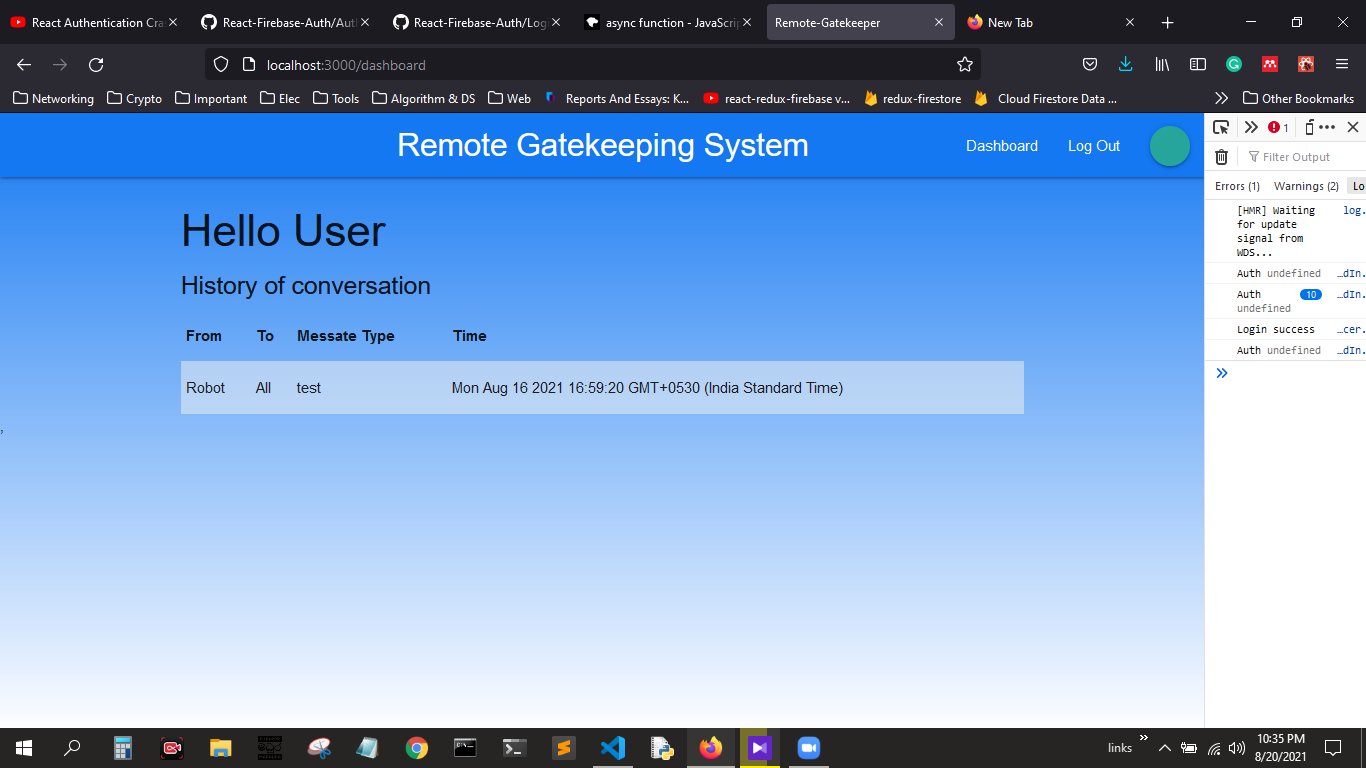 React Authentication Cra
React-Firebase-Auth/Aut
React-Firebase-Auth/Logi
async function - JavaScrip
Remote-Gatekeeper
New Tab
localhost:3000/dashboard
Networking
Crypto
Important
Elec
Tools
Algorithm & DS
Web
Reports And Essays: K...
react-redux-firebase v...
redux-firestore
Cloud Firestore Data ...
Other Bookmarks
Remote Gatekeeping System
Dashboard
Log Out
Hello User
History of conversation
From To Messate Type Time
Robot All test Mon Aug 16 2021 16:59:20 GMT+0530 (India Standard Time)
,
1
Filter Output
Errors (1) Warnings (2) Lo
[HMR] Waiting log.
for update
signal from
WDS...
Auth undefined …dIn.
Auth 10 …dIn.
undefined
Login success …cer.
Auth undefined …dIn.
links
10:35 PM
8/20/2021